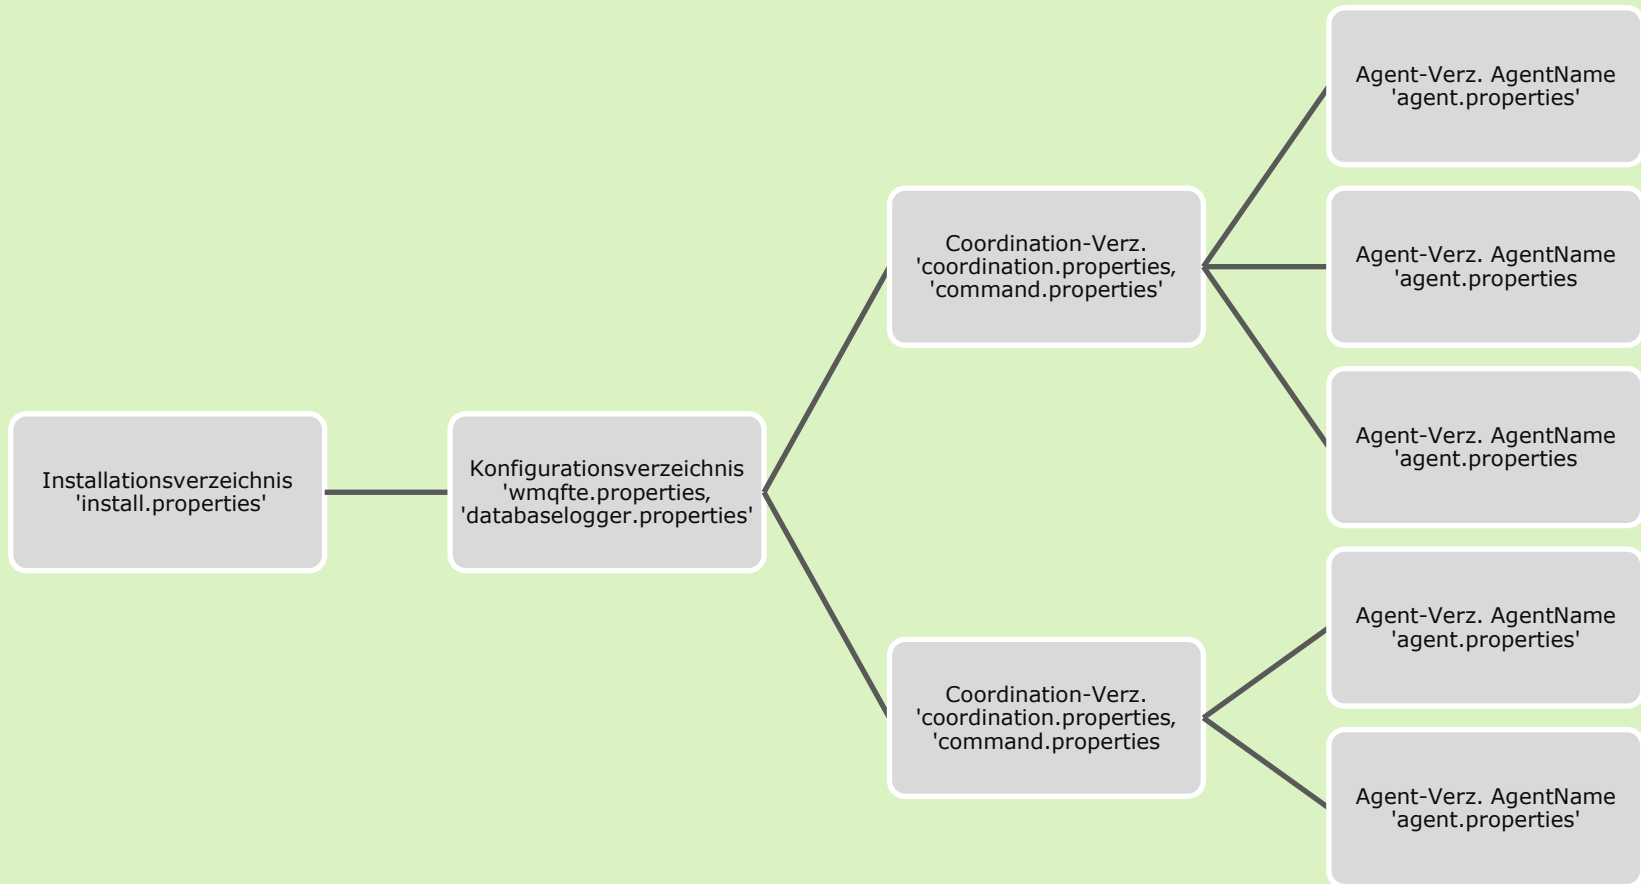 Installationsverzeichnis
'install.properties'
Konfigurationsverzeichnis
'wmqfte.properties,
'databaselogger.properties'
Coordination-Verz.
'coordination.properties,
'command.properties'
Agent-Verz. AgentName
'agent.properties'
Agent-Verz. AgentName
'agent.properties
Agent-Verz. AgentName
'agent.properties
Coordination-Verz.
'coordination.properties,
'command.properties
Agent-Verz. AgentName
'agent.properties'
Agent-Verz. AgentName
'agent.properties'